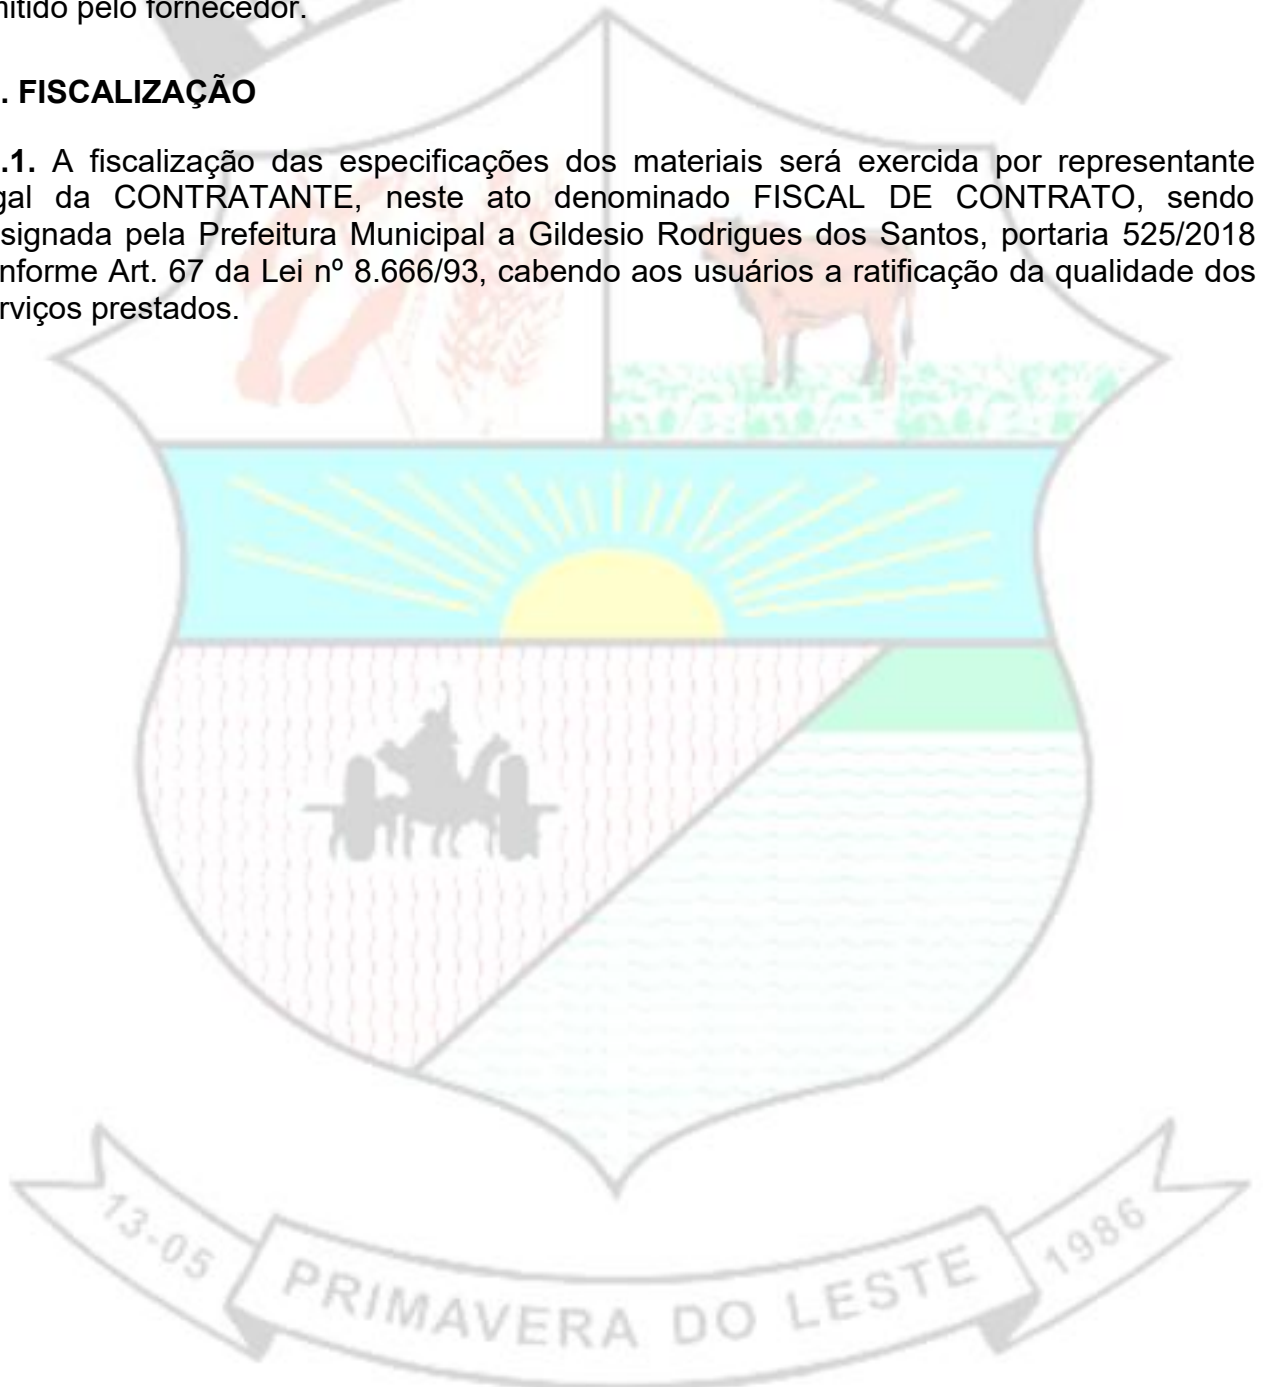 mitido pelo fornecedor.
. FISCALIZAÇÃO
.1. A fiscalização das especificações dos materiais será exercida por representante
gal da CONTRATANTE, neste ato denominado FISCAL DE CONTRATO, sendo
signada pela Prefeitura Municipal a Gildesio Rodrigues dos Santos, portaria 525/2018
nforme Art. 67 da Lei nº 8.666/93, cabendo aos usuários a ratificação da qualidade dos
rviços prestados.
13-05
PRIMAVERA DO LESTE
1986